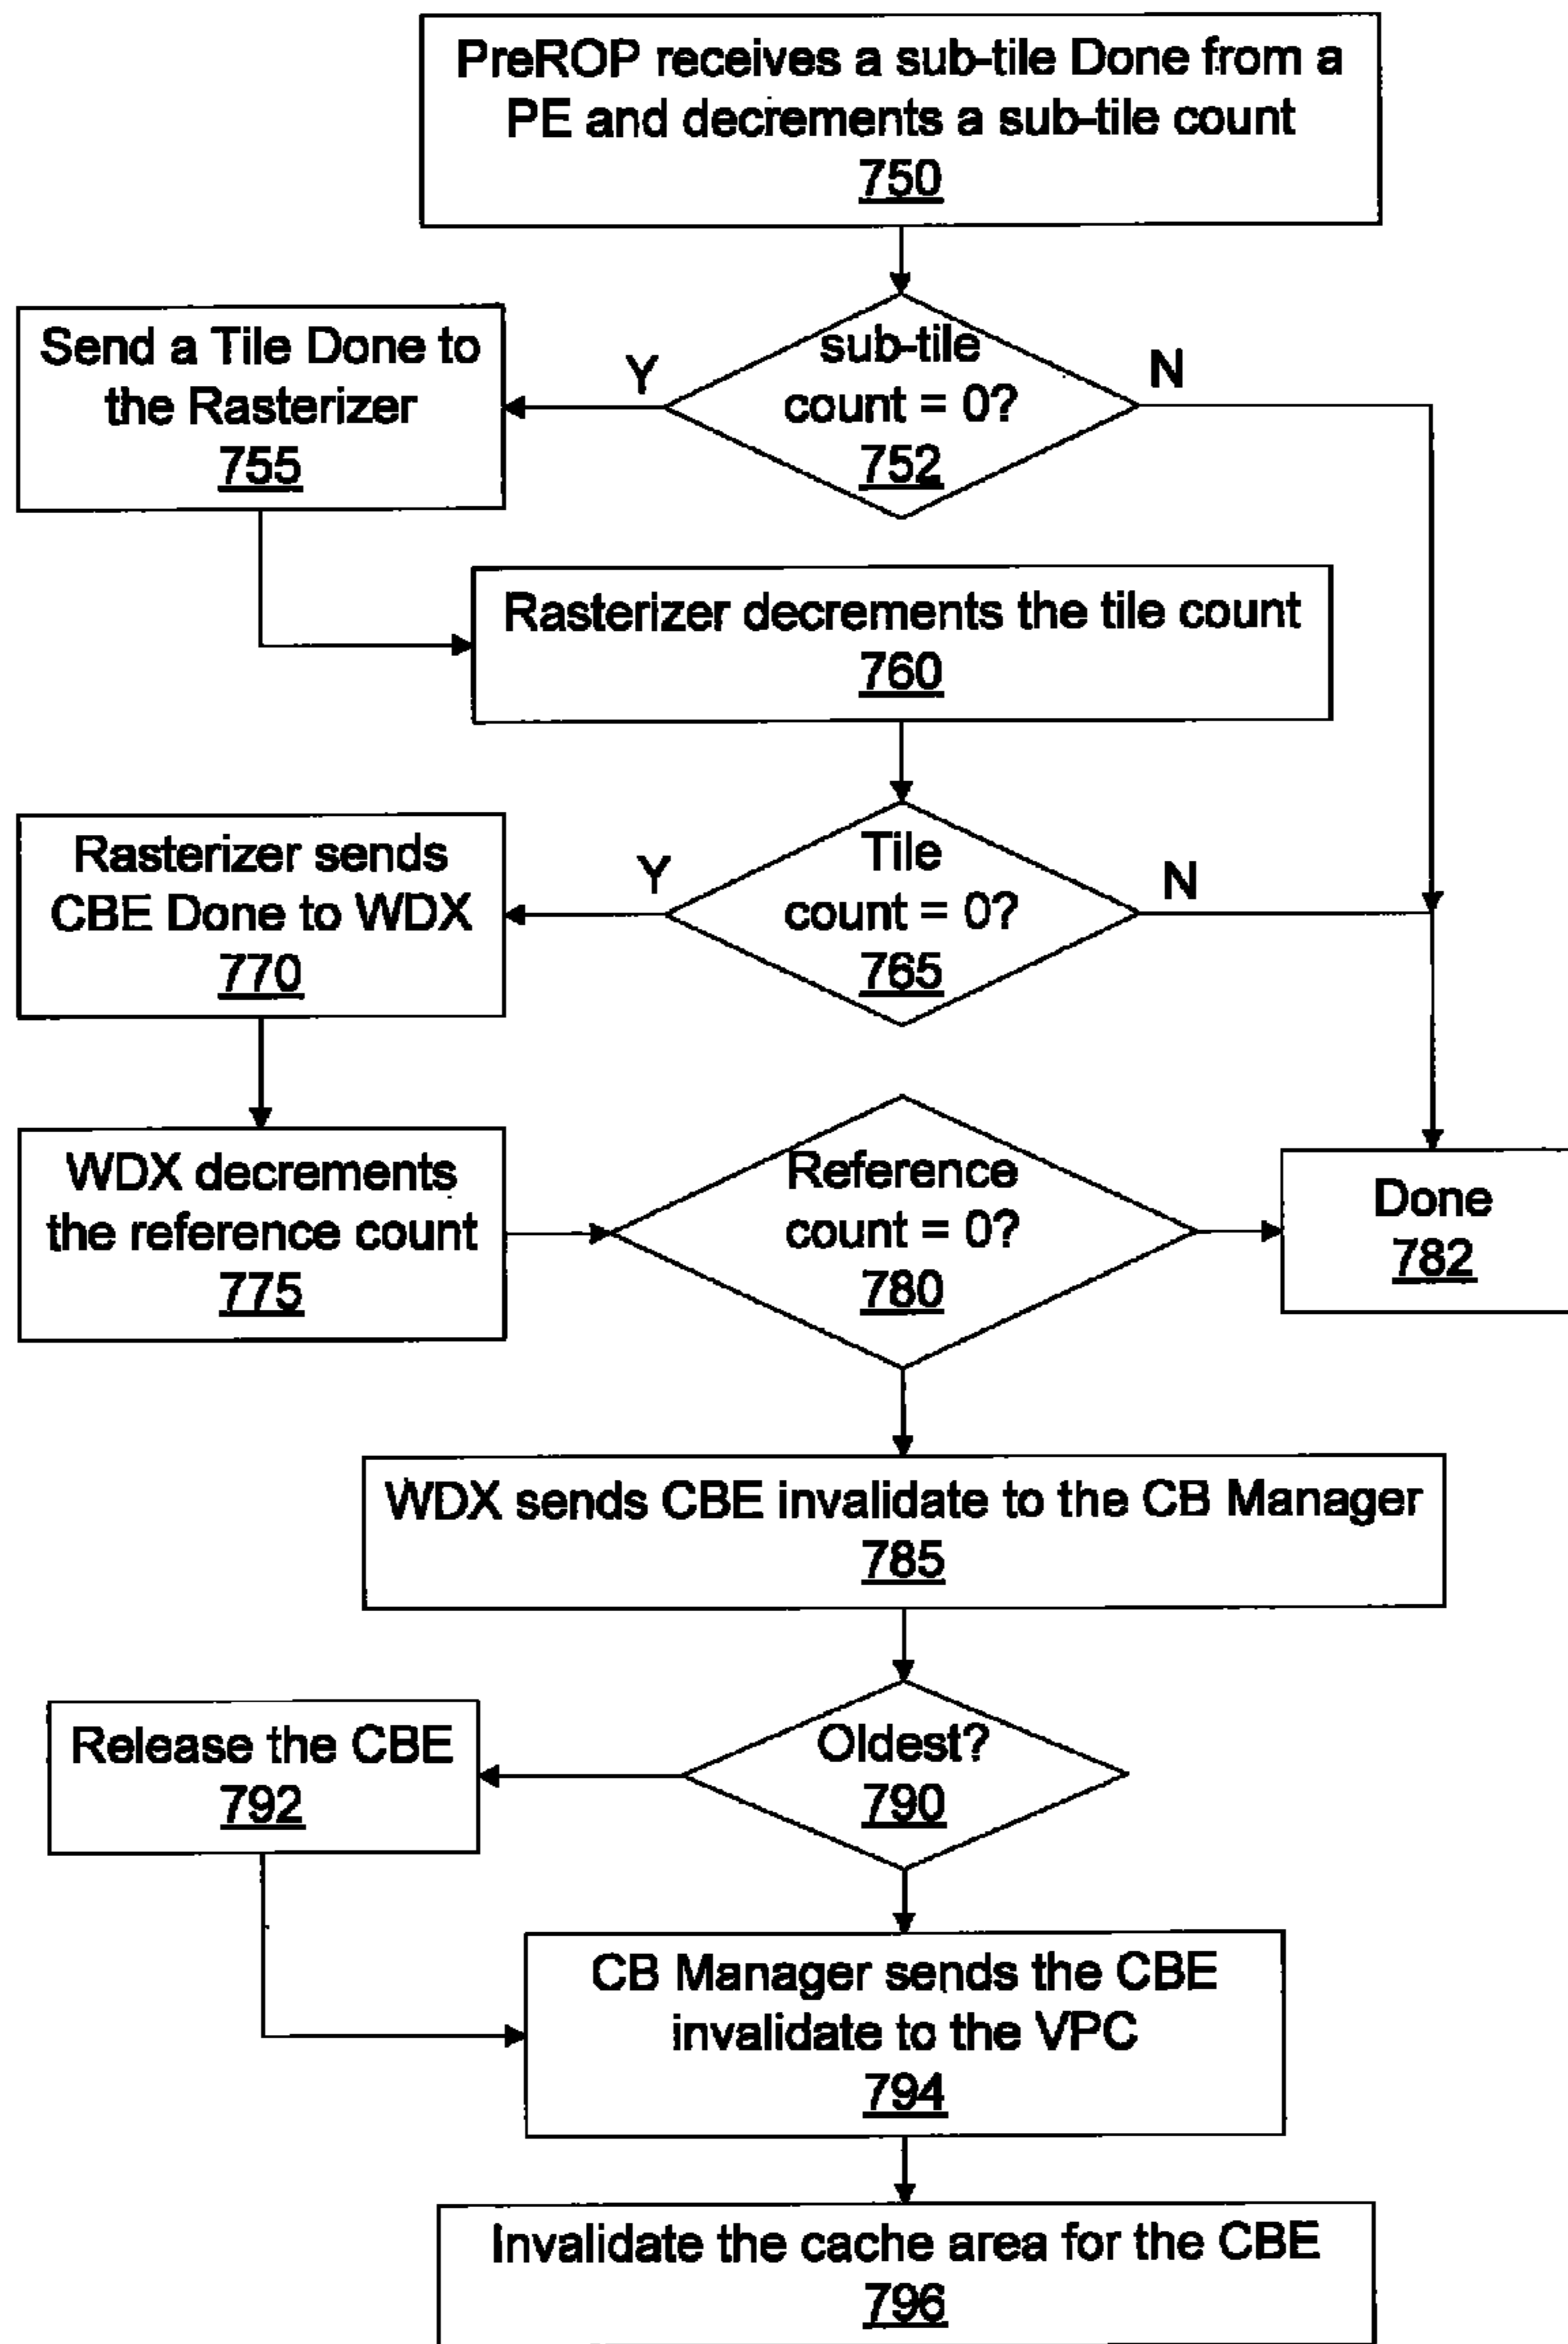 PreROP receives a sub-tile Done from a
PE and decrements a sub-tile count
750
sub-tile
count = 0?
752
Y
N
Send a Tile Done to
the Rasterizer
755
Rasterizer decrements the tile count
760
Tile
count = 0?
765
Y
N
Rasterizer sends
CBE Done to WDX
770
WDX decrements
the reference count
775
Reference
count = 0?
780
Done
782
WDX sends CBE invalidate to the CB Manager
785
Oldest?
790
Release the CBE
792
CB Manager sends the CBE
invalidate to the VPC
794
Invalidate the cache area for the CBE
796